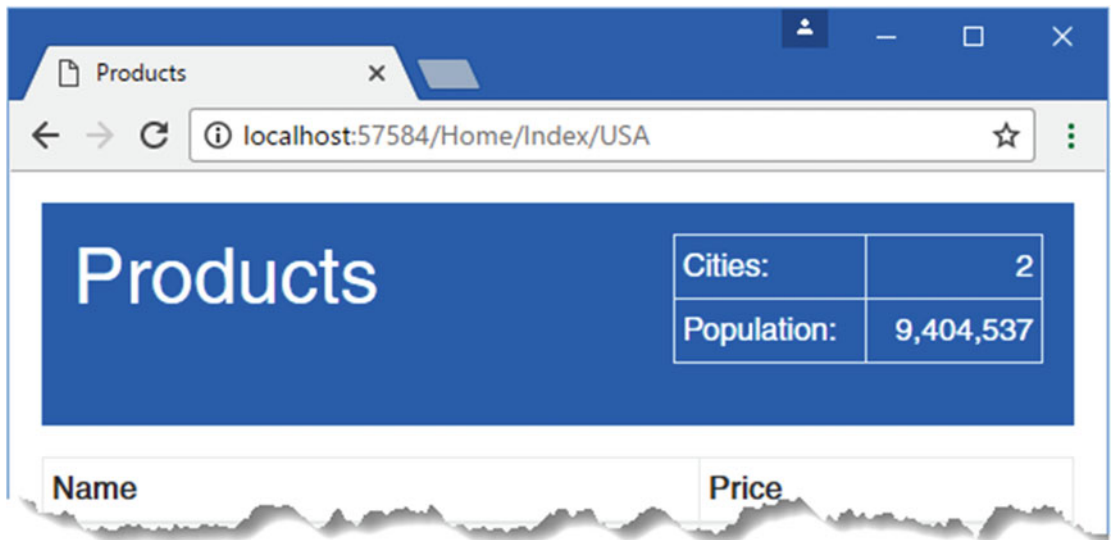 Products
localhost:57584/Home/Index/USA
Products
Cities: 2
Population: 9,404,537
Name Price